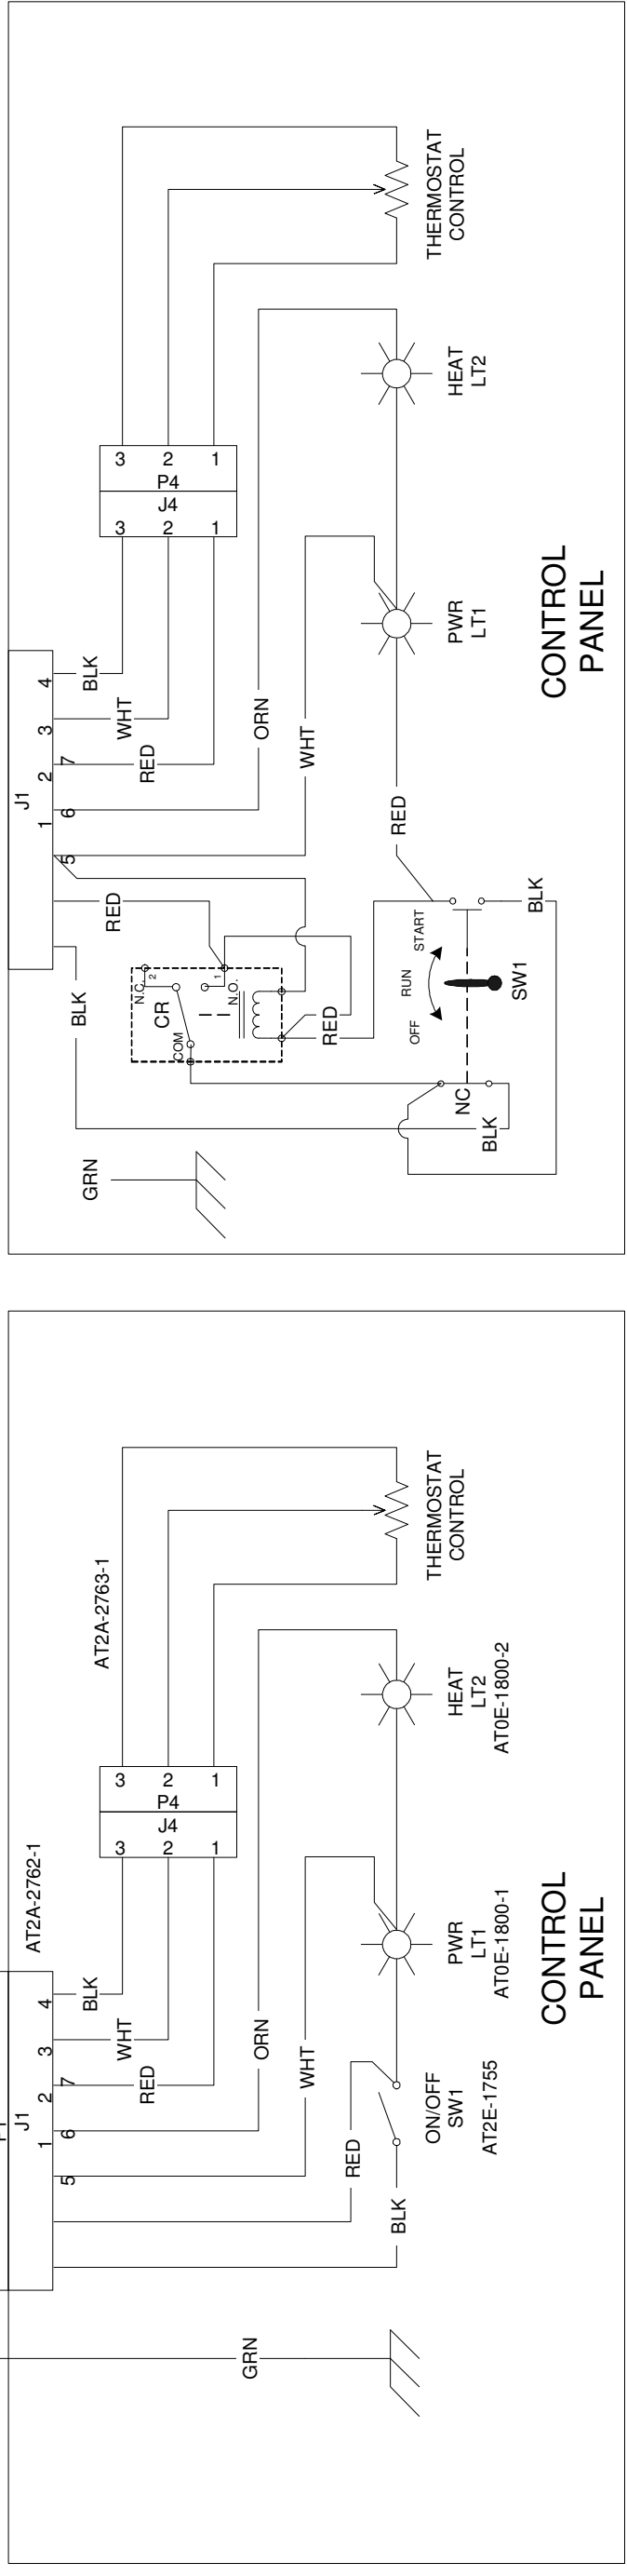 J1
1
2
3
4
5
6
7
BLK
WHT
RED
3
2
1
J4
P4
3
2
1
ORN
WHT
RED
BLK
RED
GRN
N.C.
2
CR
COM
1
N.O.
RED
OFF
RUN
START
NC
BLK
SW1
BLK
PWR
LT1
HEAT
LT2
THERMOSTAT
CONTROL
CONTROL
PANEL
AT2A-2762-1
AT2A-2763-1
J1
1
2
3
4
5
6
7
BLK
WHT
RED
3
2
1
J4
P4
3
2
1
ORN
WHT
RED
BLK
GRN
ON/OFF
SW1
AT2E-1755
PWR
LT1
AT0E-1800-1
HEAT
LT2
AT0E-1800-2
THERMOSTAT
CONTROL
CONTROL
PANEL